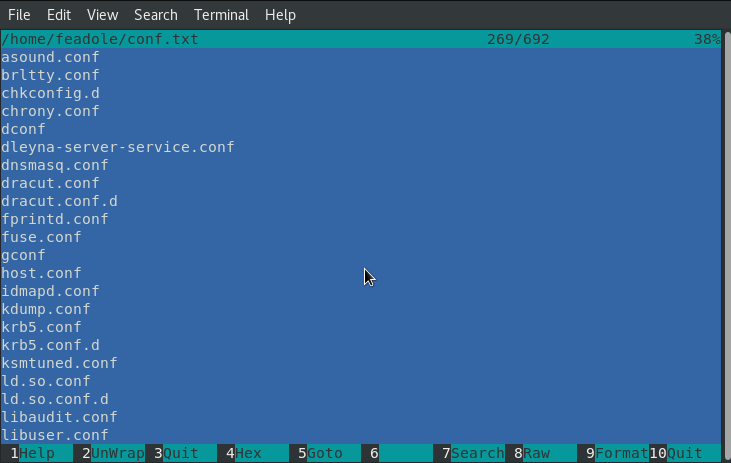 File Edit View Search Terminal Help
/home/feadole/conf.txt 269/692 38%
asound.conf
brltty.conf
chkconfig.d
chrony.conf
dconf
dleyna-server-service.conf
dnsmasq.conf
dracut.conf
dracut.conf.d
fprintd.conf
fuse.conf
gconf
host.conf
idmapd.conf
kdump.conf
krb5.conf
krb5.conf.d
ksmtuned.conf
ld.so.conf
ld.so.conf.d
libaudit.conf
libuser.conf
1Help 2UnWrap 3Quit 4Hex 5Goto 6 7Search 8Raw 9Format 10Quit